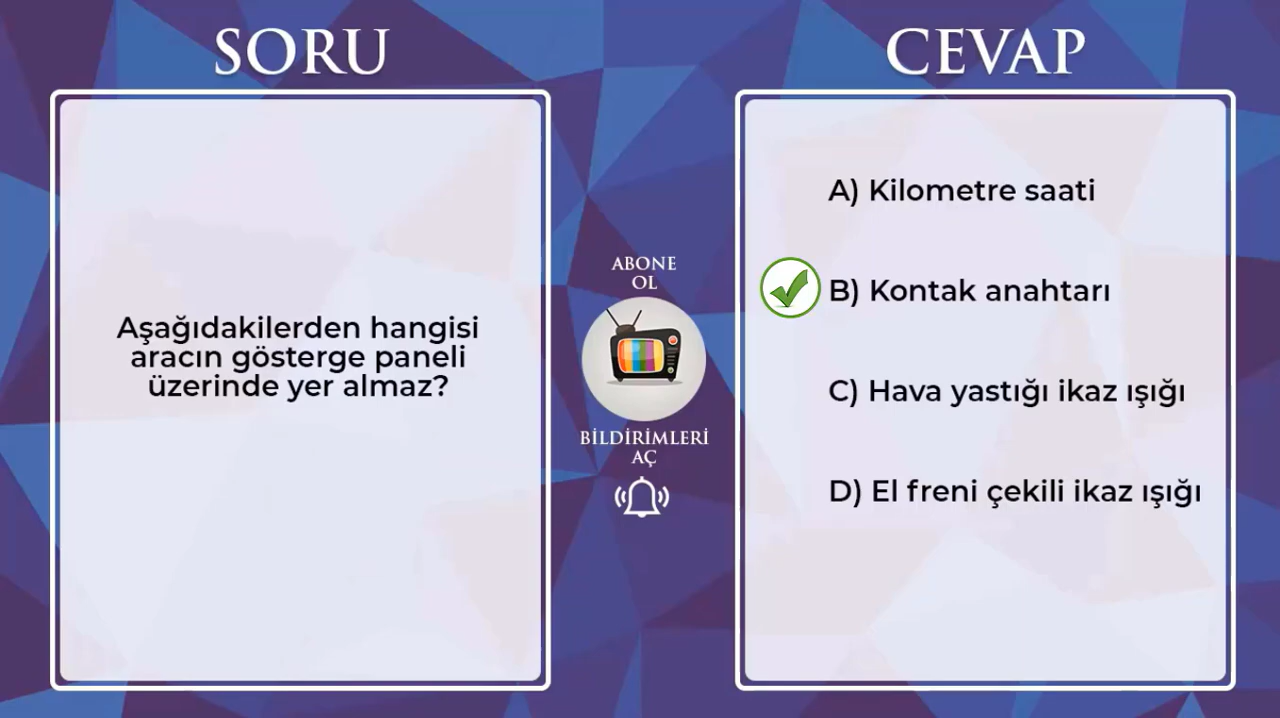 SORU
CEVAP
Aşağıdakilerden hangisi
aracın gösterge paneli
üzerinde yer almaz?
ABONE
OL
BİLDİRİMLERİ
AÇ
A) Kilometre saati
B) Kontak anahtarı
C) Hava yastığı ikaz ışığı
D) El freni çekili ikaz ışığı